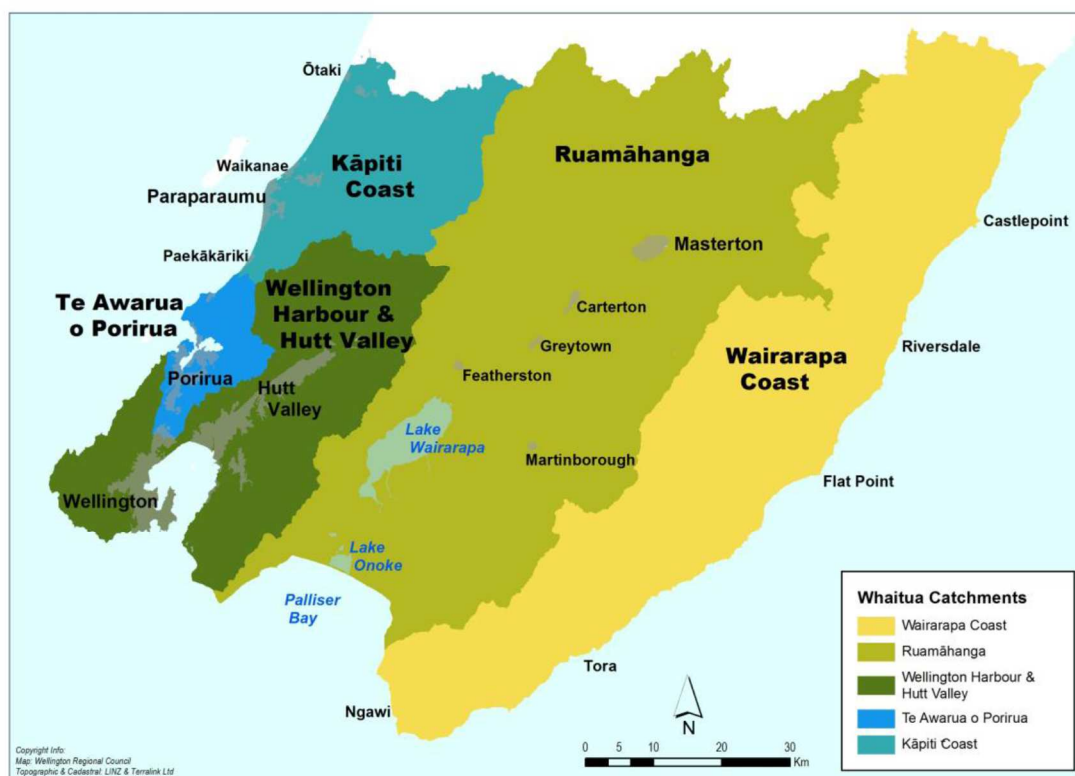 Ōtaki
Waikanae
Paraparaumu
Paekākāriki
Kāpiti
Coast
Ruamāhanga
Masterton
Castlepoint
Te Awarua
o Porirua
Wellington
Harbour &
Hutt Valley
Carterton
Greytown
Featherston
Riversdale
Wairarapa
Coast
Porirua
Hutt
Valley
Lake
Wairarapa
Martinborough
Flat Point
Wellington
Lake
Onoke
Palliser
Bay
Tora
Ngawi
N
0 5 10 20 30
Km
Whaitua Catchments
Wairarapa Coast
Ruamāhanga
Wellington Harbour &
Hutt Valley
Te Awarua o Porirua
Kāpiti Coast
Copyright Info:
Map: Wellington Regional Council
Topographic & Cadastral: LINZ & Terralink Ltd